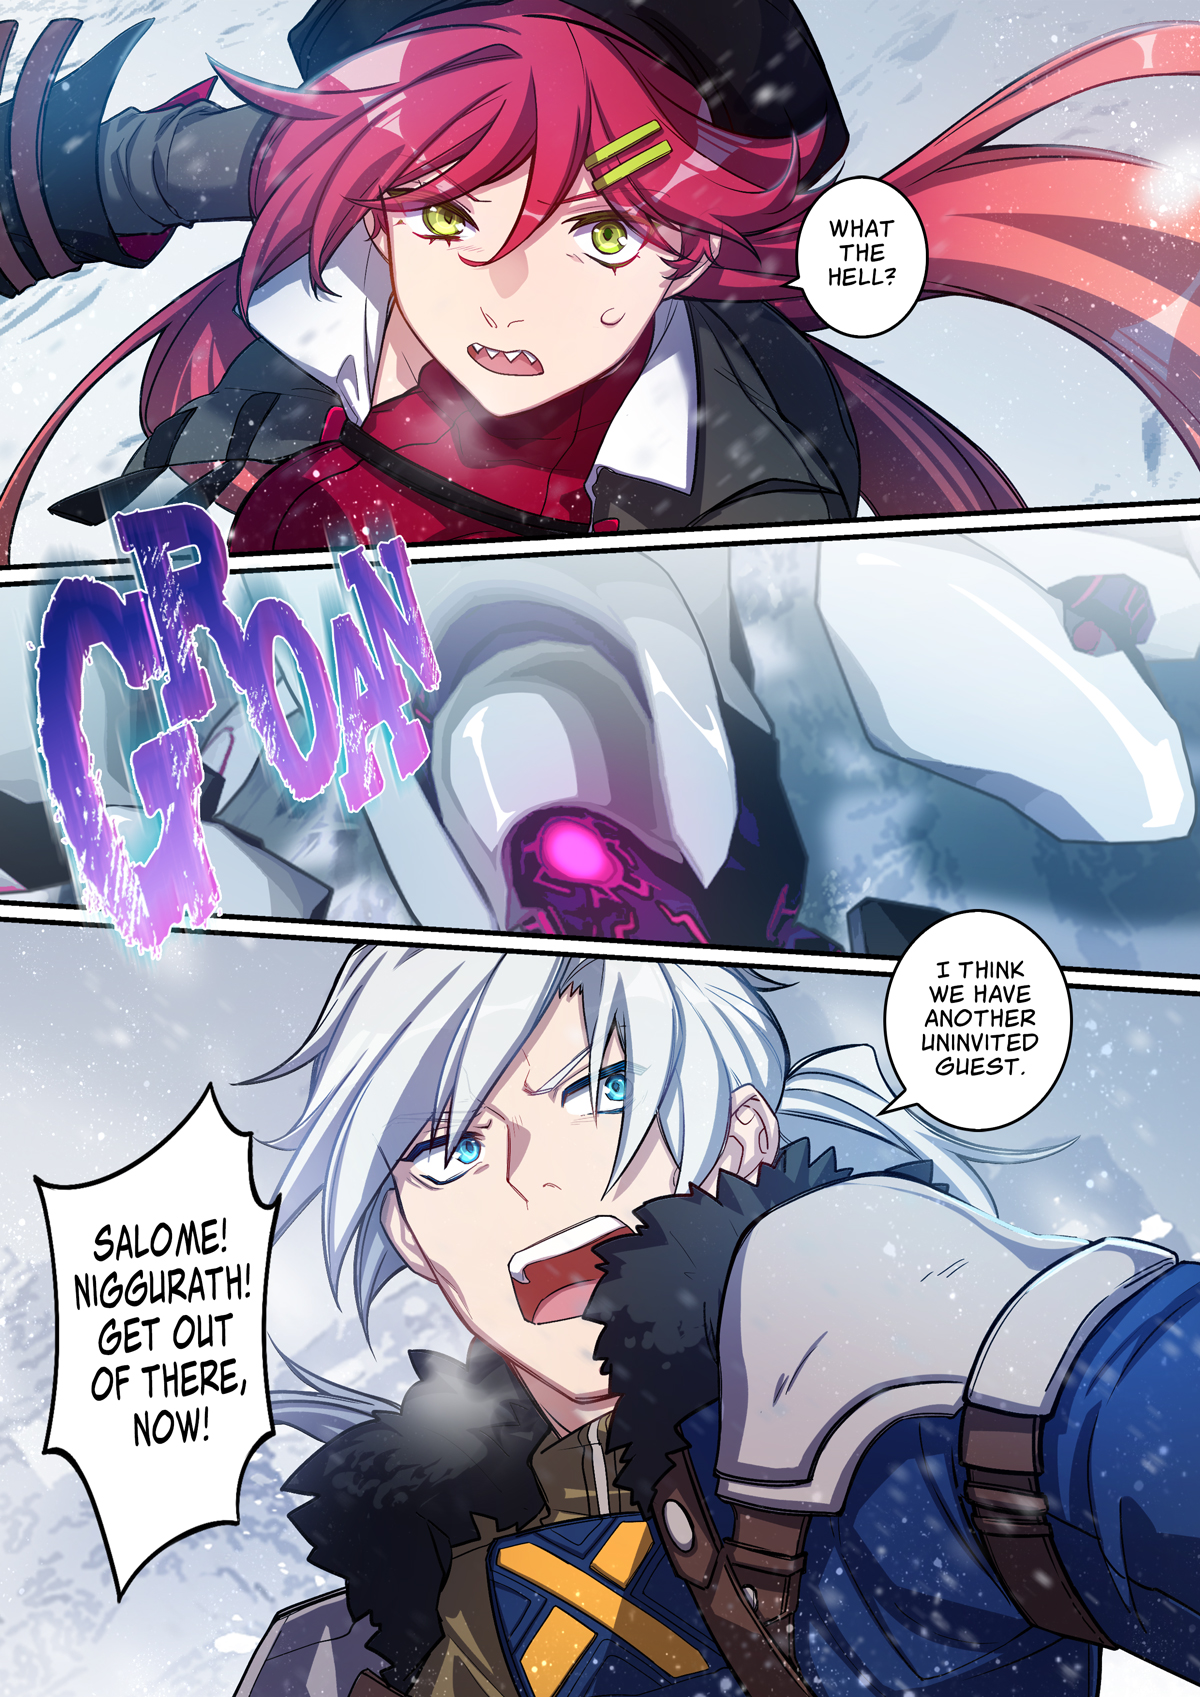 WHAT
THE
HELL?
GROAN
I THINK
WE HAVE
ANOTHER
UNINVITED
GUEST.
SALOME!
NIGGURATH!
GET OUT
OF THERE,
NOW!